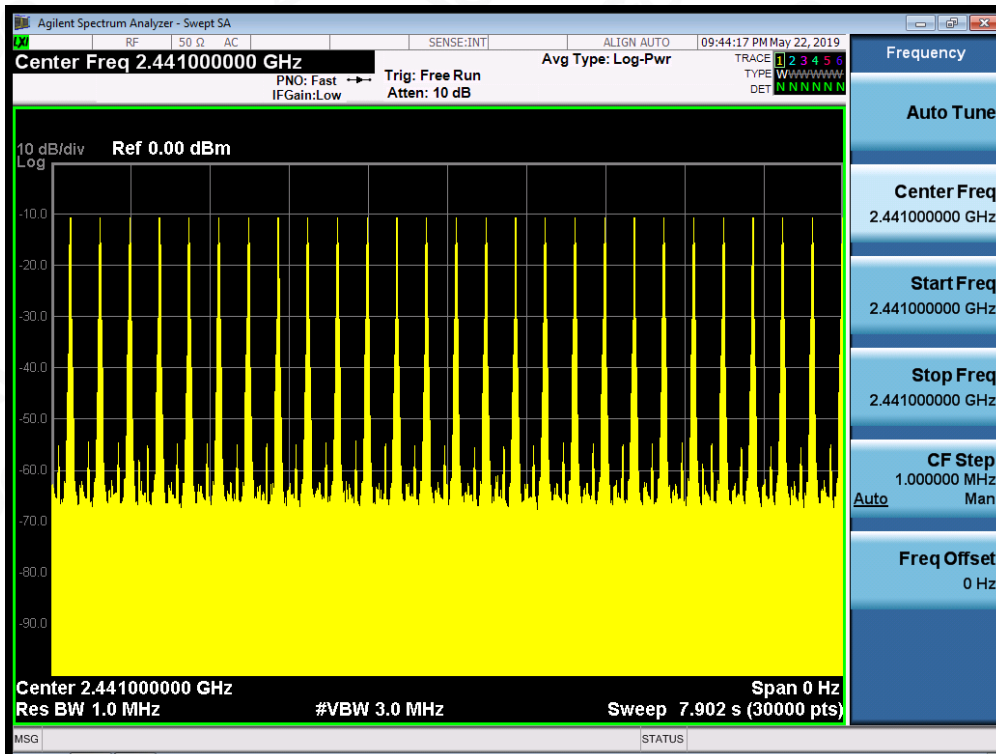 Agilent Spectrum Analyzer - Swept SA
LXI RF 50 Ω AC SENSE:INT ALIGN AUTO 09:44:17 PM May 22, 2019
Center Freq 2.441000000 GHz
PNO: Fast
IFGain:Low
Trig: Free Run
Atten: 10 dB
Avg Type: Log-Pwr
TRACE 1 2 3 4 5 6
TYPE WWWWWW
DET N N N N N N
10 dB/div Ref 0.00 dBm
Log
-10.0
-20.0
-30.0
-40.0
-50.0
-60.0
-70.0
-80.0
-90.0
Center 2.441000000 GHz Span 0 Hz
Res BW 1.0 MHz #VBW 3.0 MHz Sweep 7.902 s (30000 pts)
MSG STATUS
Frequency
Auto Tune
Center Freq
2.441000000 GHz
Start Freq
2.441000000 GHz
Stop Freq
2.441000000 GHz
CF Step
1.000000 MHz
Auto Man
Freq Offset
0 Hz